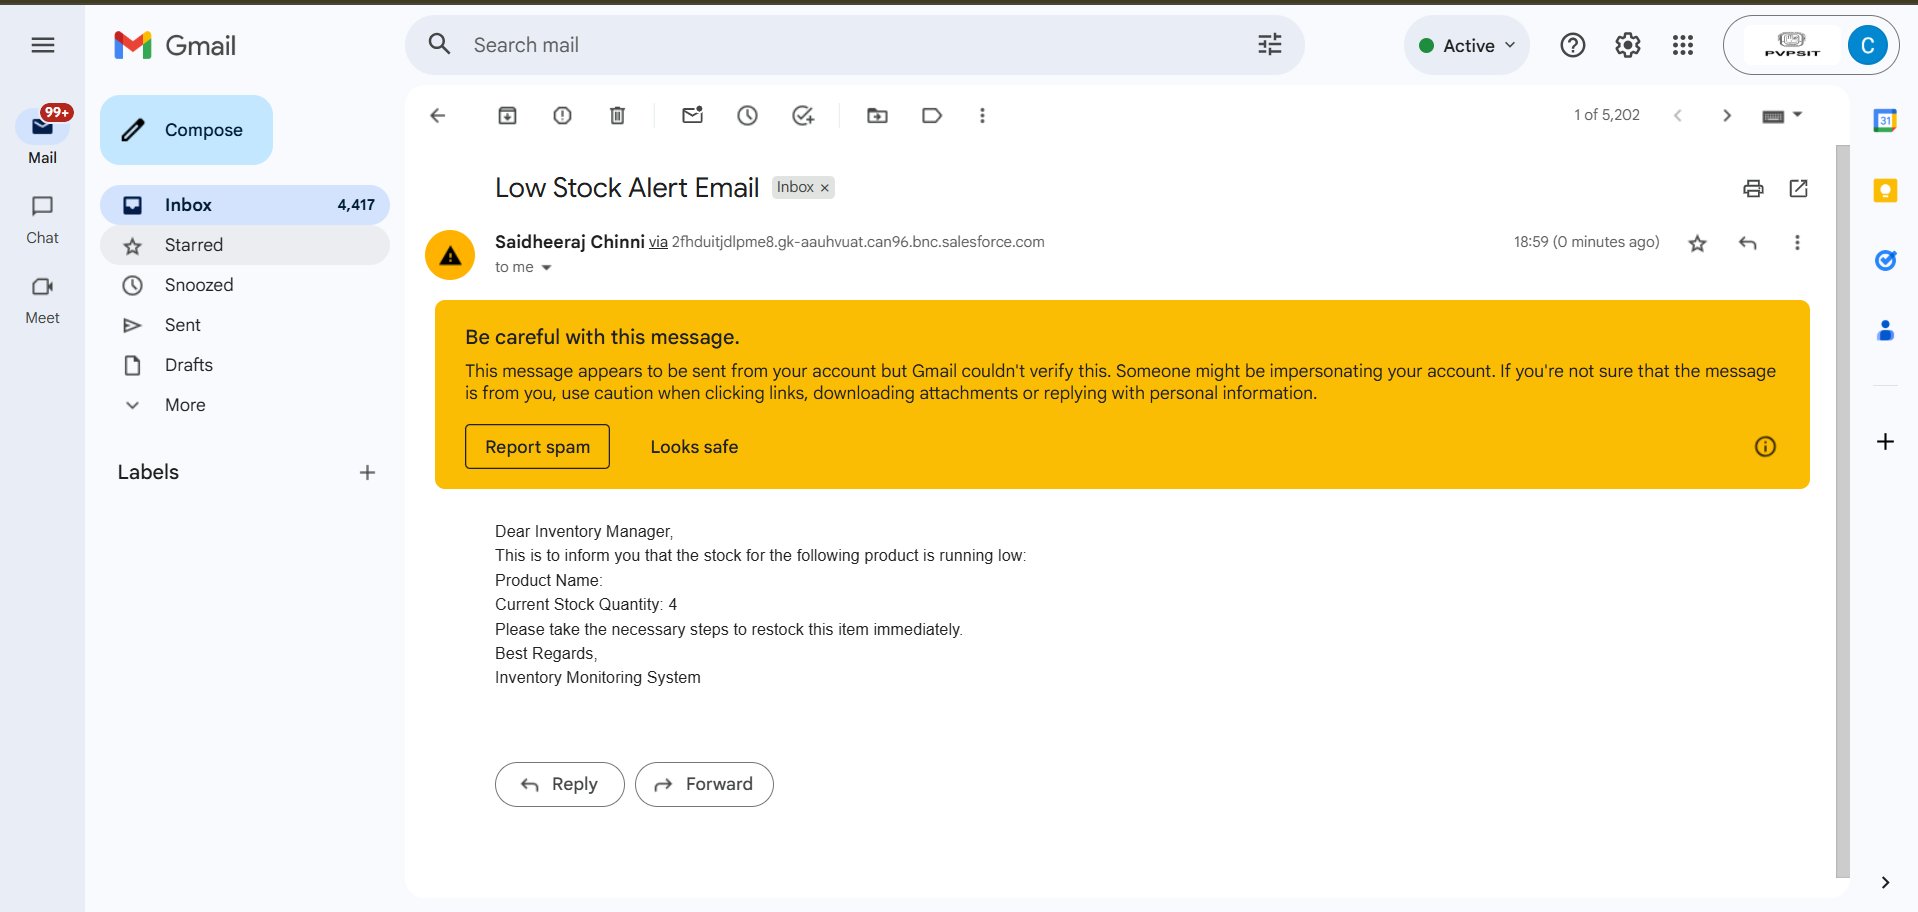 Gmail
Search mail
Active
PVPSIT
C
99+
Mail
Chat
Meet
Compose
Inbox 4,417
Starred
Snoozed
Sent
Drafts
More
Labels
1 of 5,202
31
Low Stock Alert Email Inbox ×
Saidheeraj Chinni via 2fhduitjdlpme8.gk-aauhvuat.can96.bnc.salesforce.com 18:59 (0 minutes ago)
to me
Be careful with this message.
This message appears to be sent from your account but Gmail couldn't verify this. Someone might be impersonating your account. If you're not sure that the message
is from you, use caution when clicking links, downloading attachments or replying with personal information.
Report spam Looks safe
Dear Inventory Manager,
This is to inform you that the stock for the following product is running low:
Product Name:
Current Stock Quantity: 4
Please take the necessary steps to restock this item immediately.
Best Regards,
Inventory Monitoring System
Reply Forward